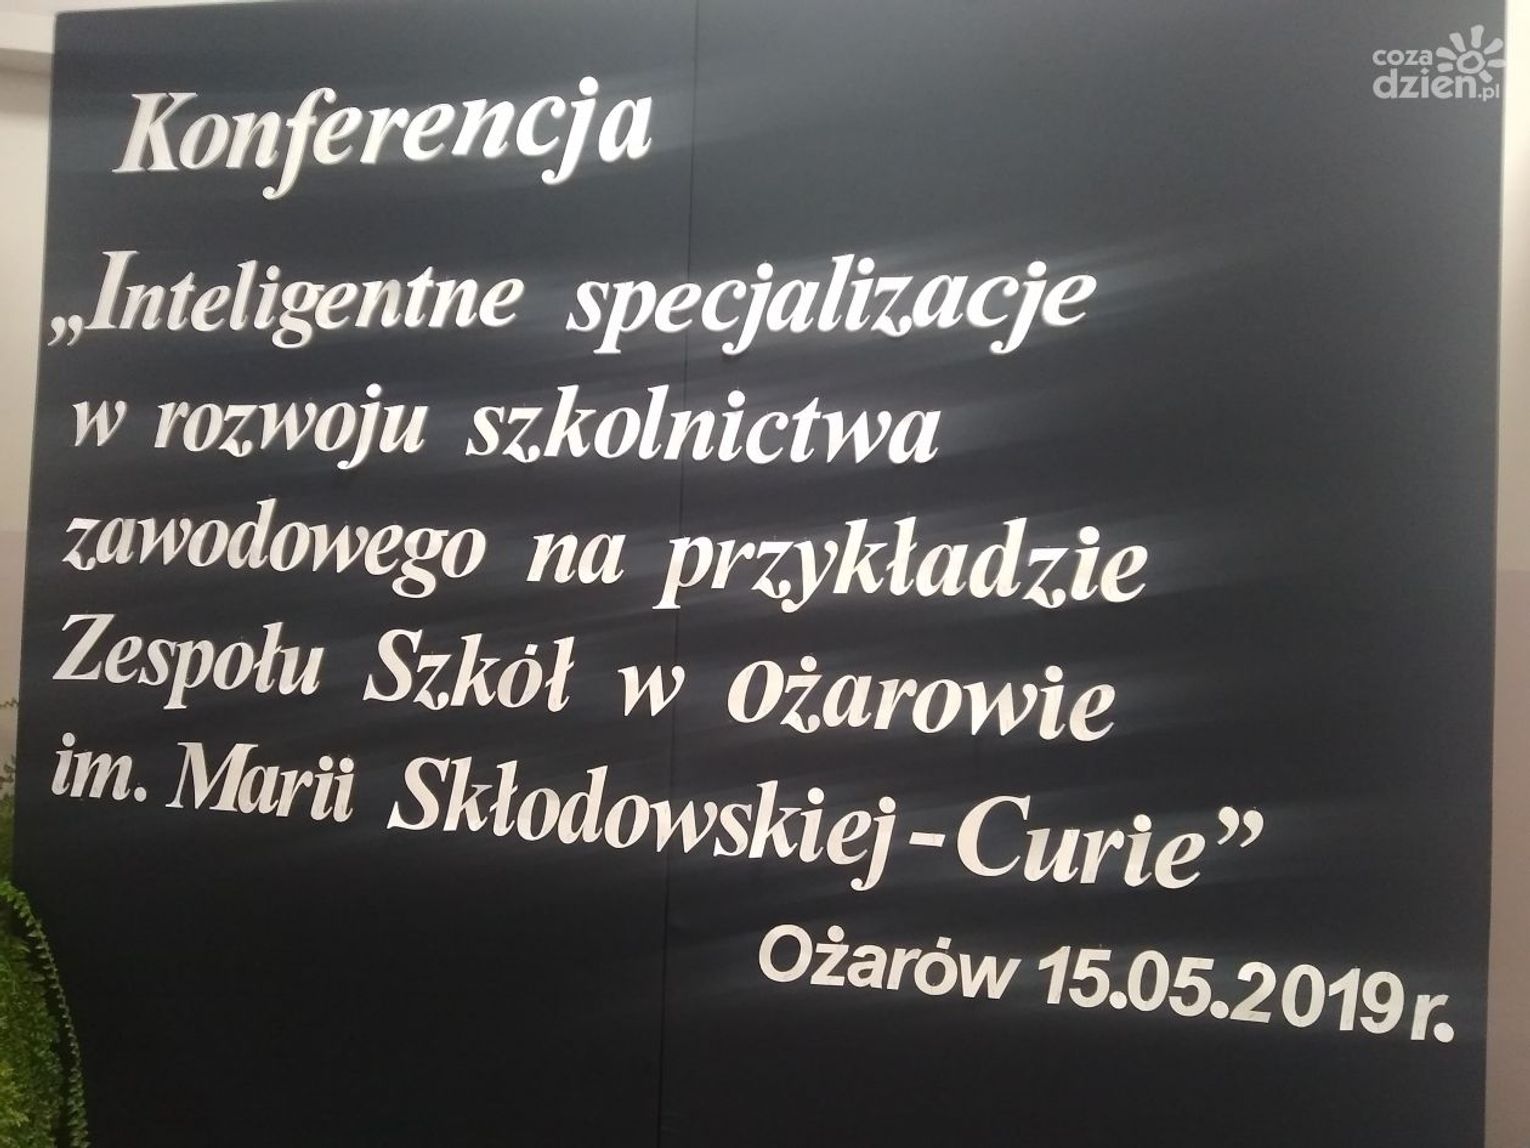 coza
dzien.pl
Konferencja
„Inteligentne specjalizacje
w rozwoju szkolnictwa
zawodowego na przykładzie
Zespołu Szkół w Ożarowie
im. Marii Skłodowskiej-Curie”
Ożarów 15.05.2019 r.